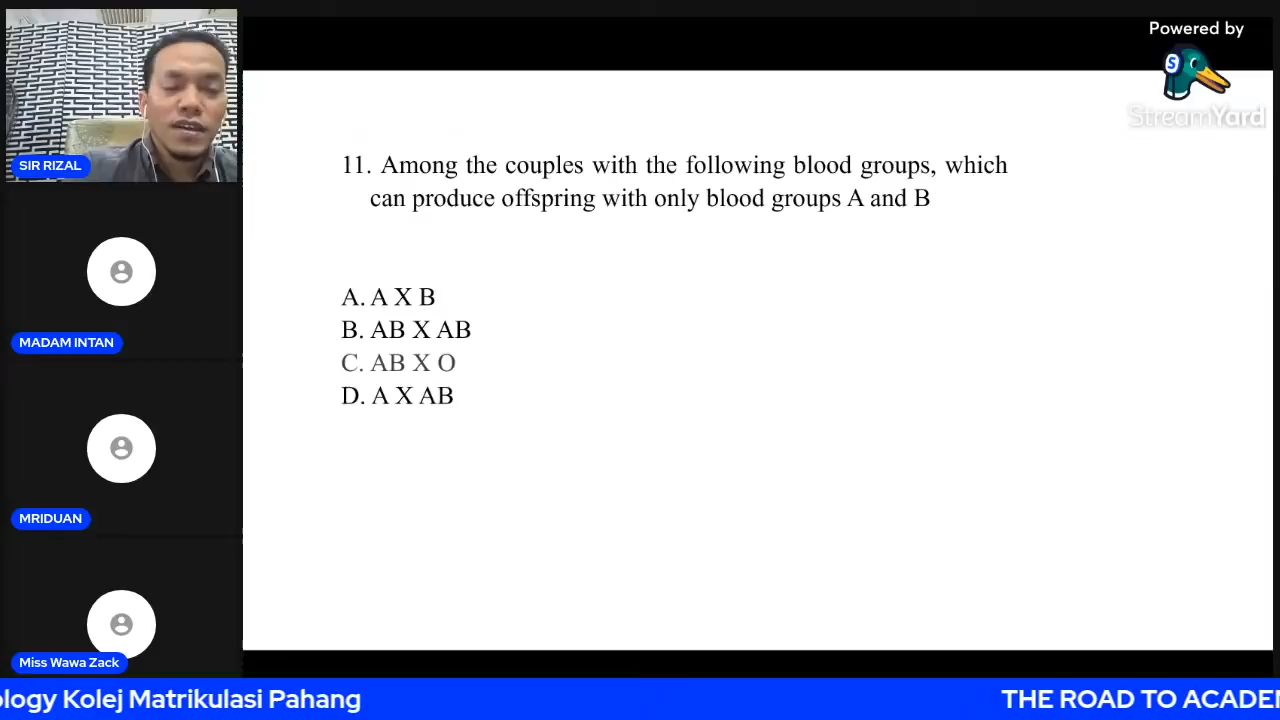 Powered by
StreamYard
SIR RIZAL
11. Among the couples with the following blood groups, which
can produce offspring with only blood groups A and B
A. A X B
B. AB X AB
C. AB X O
D. A X AB
MADAM INTAN
MRIDUAN
Miss Wawa Zack
ology Kolej Matrikulasi Pahang
THE ROAD TO ACADE